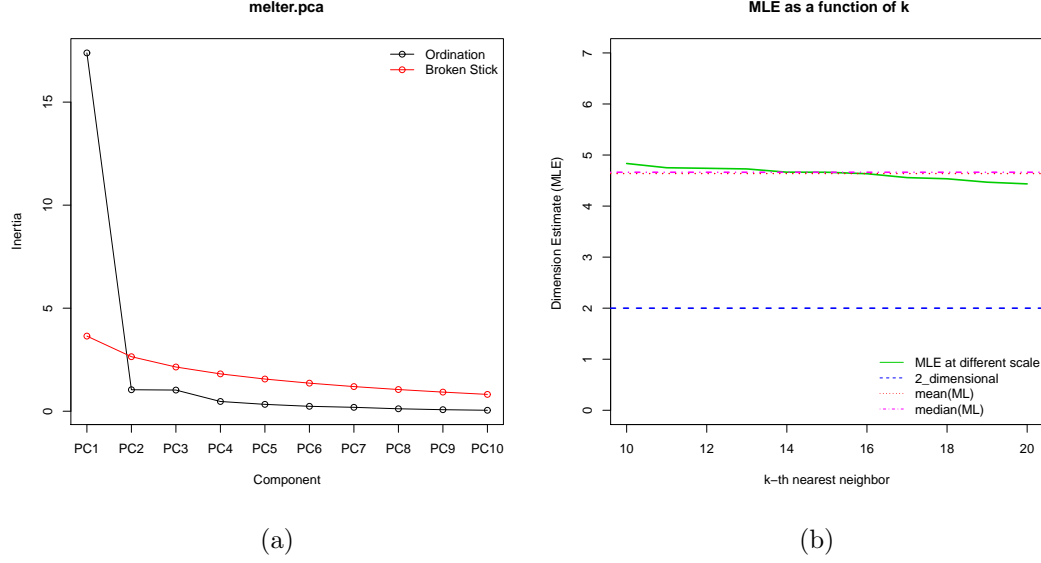 melter.pca
Ordination
Broken Stick
Inertia
15
10
5
0
PC1 PC2 PC3 PC4 PC5 PC6 PC7 PC8 PC9 PC10
Component
(a)
MLE as a function of k
Dimension Estimate (MLE)
7
6
5
4
3
2
1
0
MLE at different scale
2_dimensional
mean(ML)
median(ML)
10 12 14 16 18 20
k−th nearest neighbor
(b)